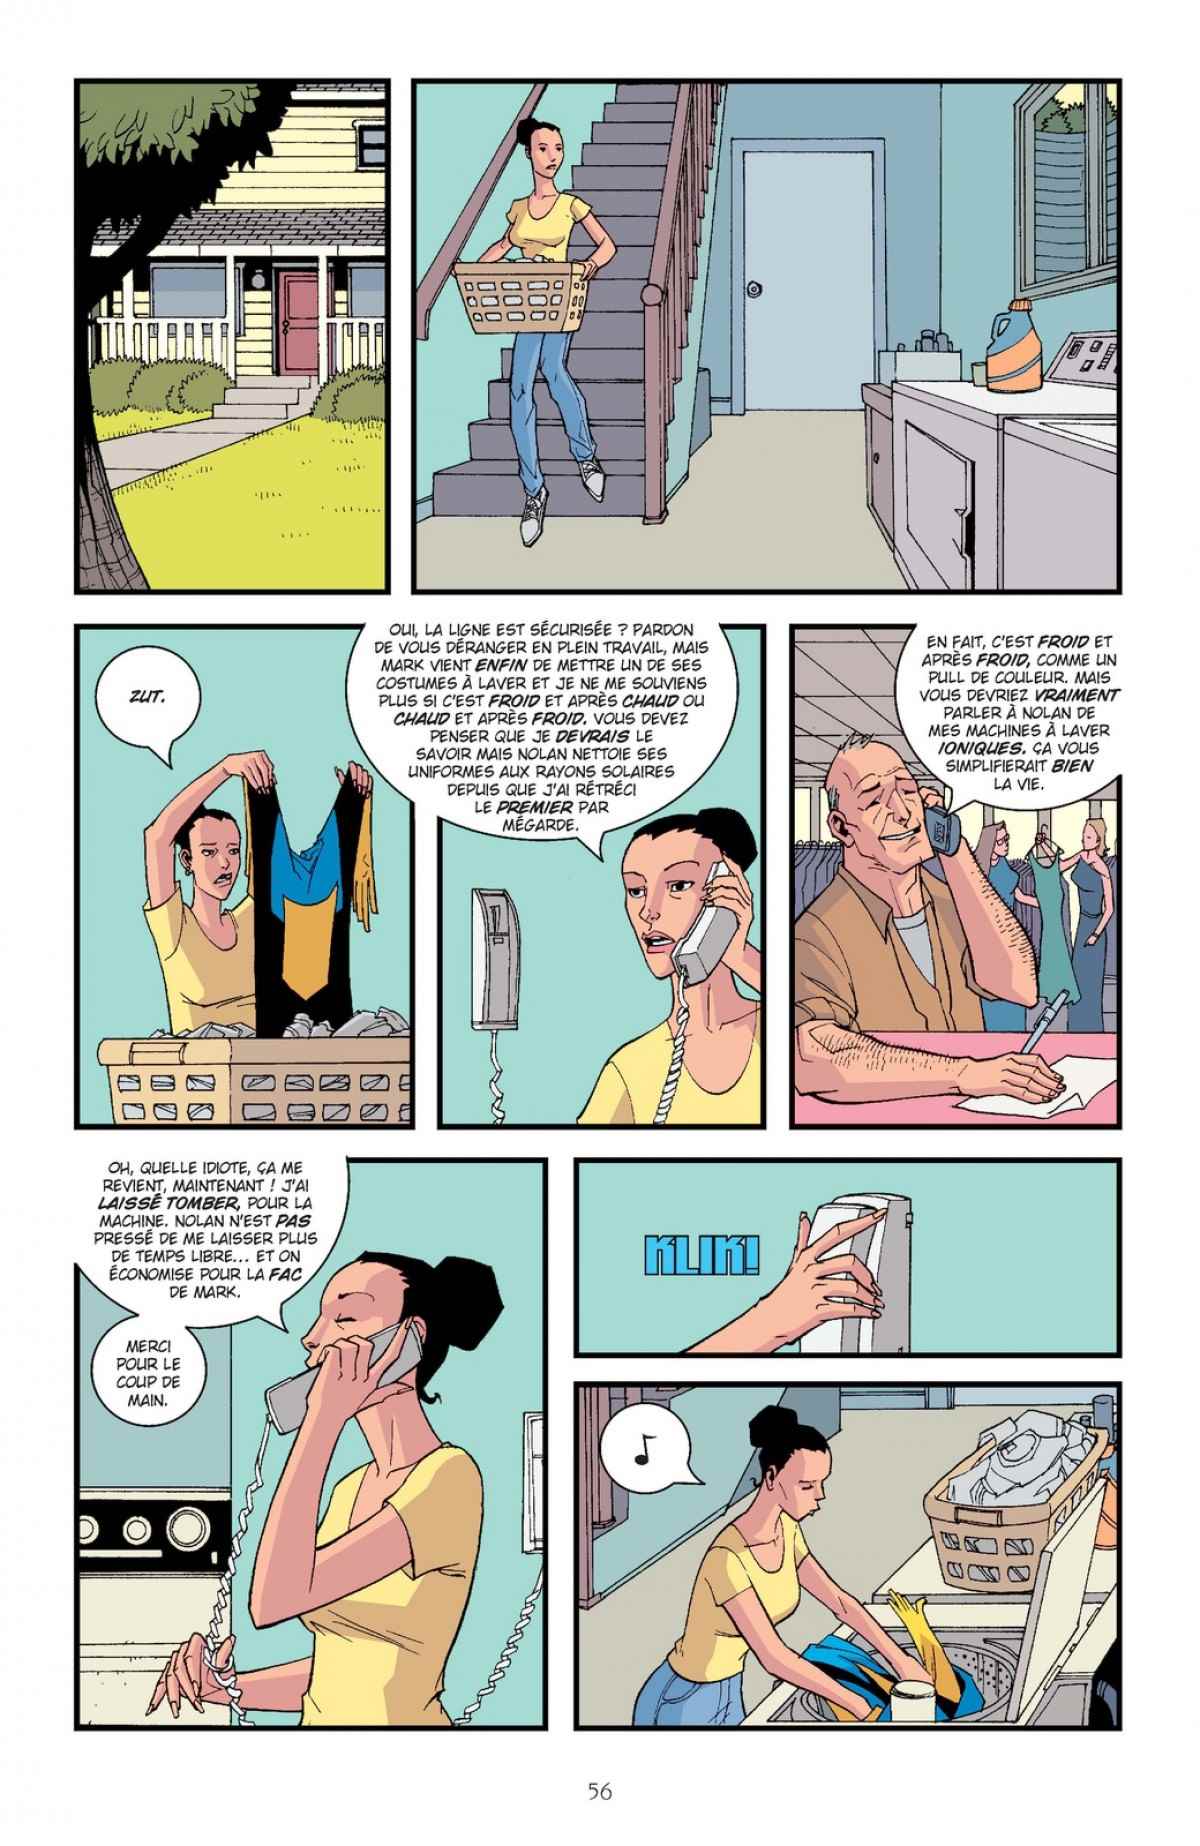 ZUT.
OUI, LA LIGNE EST SÉCURISÉE ? PARDON
DE VOUS DÉRANGER EN PLEIN TRAVAIL, MAIS
MARK VIENT ENFIN DE METTRE UN DE SES
COSTUMES À LAVER ET JE NE ME SOUVIENS
PLUS SI C'EST FROID ET APRÈS CHAUD OU
CHAUD ET APRÈS FROID. VOUS DEVEZ
PENSER QUE JE DEVRAIS LE
SAVOIR MAIS NOLAN NETTOIE SES
UNIFORMES AUX RAYONS SOLAIRES
DEPUIS QUE J'AI RÉTRÉCI
LE PREMIER PAR
MÉGARDE.
EN FAIT, C'EST FROID ET
APRÈS FROID, COMME UN
PULL DE COULEUR. MAIS
VOUS DEVRIEZ VRAIMENT
PARLER À NOLAN DE
MES MACHINES À LAVER
IONIQUES. ÇA VOUS
SIMPLIFIERAIT BIEN
LA VIE.
OH, QUELLE IDIOTE, ÇA ME
REVIENT, MAINTENANT ! J'AI
LAISSÉ TOMBER, POUR LA
MACHINE. NOLAN N'EST PAS
PRESSÉ DE ME LAISSER PLUS
DE TEMPS LIBRE... ET ON
ÉCONOMISE POUR LA FAC
DE MARK.
MERCI
POUR LE
COUP DE
MAIN.
KLIK!
♪
56